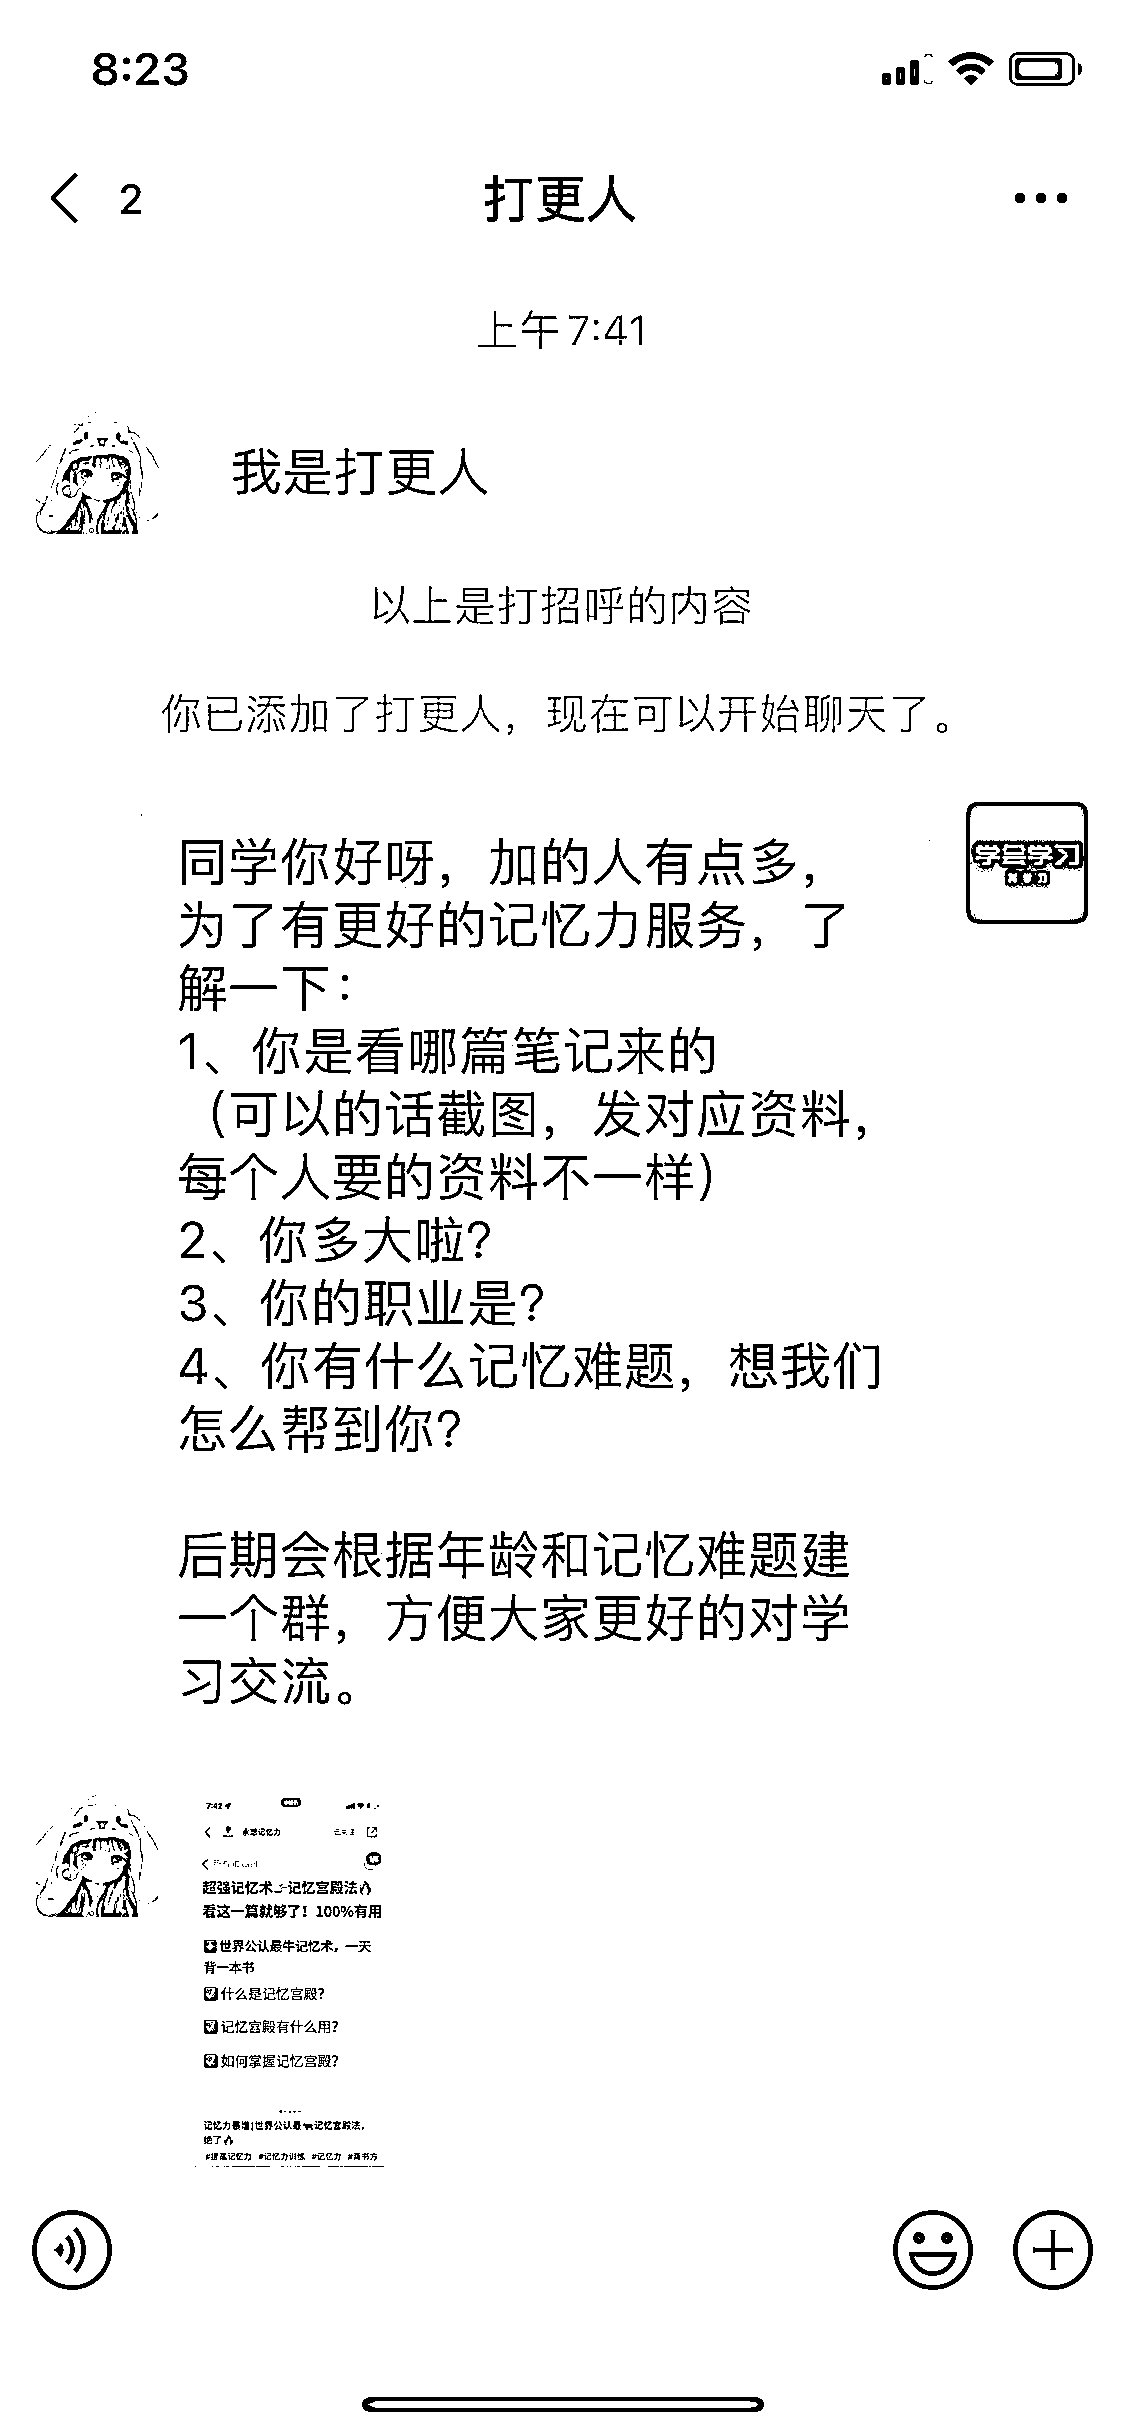 8:23
2
打更人
上午7:41
我是打更人
以上是打招呼的内容
你已添加了打更人，现在可以开始聊天了。
学会学习
同学你好呀，加的人有点多，
为了有更好的记忆力服务，了
解一下：
1、你是看哪篇笔记来的
（可以的话截图，发对应资料，
每个人要的资料不一样）
2、你多大啦？
3、你的职业是？
4、你有什么记忆难题，想我们
怎么帮到你？
后期会根据年龄和记忆难题建
一个群，方便大家更好的对学
习交流。
7:42
超强记忆术 记忆宫殿法
看这一篇就够了！100%有用
世界公认最牛记忆术，一天
背一本书
什么是记忆宫殿？
记忆宫殿有什么用？
如何掌握记忆宫殿？
记忆力暴增|世界公认最 记忆宫殿法，
绝了
#提高记忆力 #记忆力训练 #记忆力 #背书方